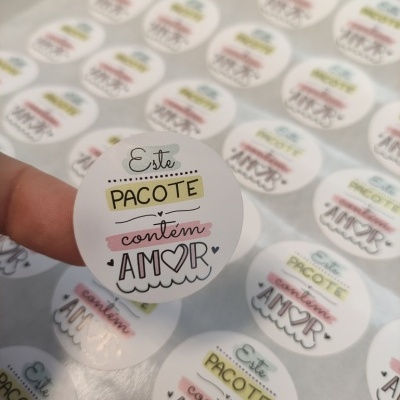 Este
PACOTE
contém
AMOR